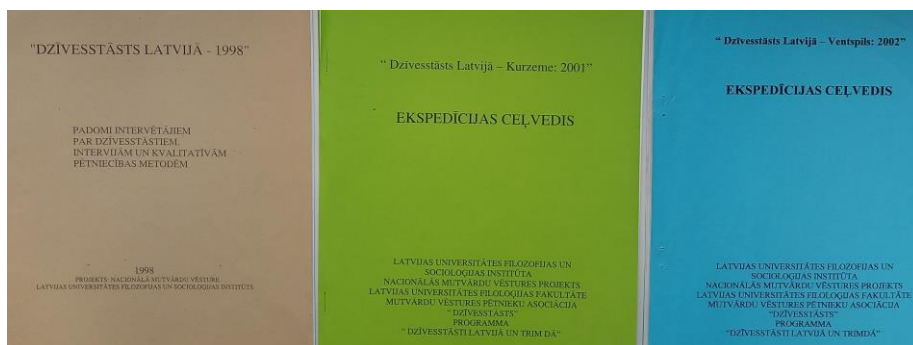 "DZĪVESSTĀSTS LATVIJĀ - 1998"
PADOMI INTERVĒTĀJIEM
PAR DZĪVESSTĀSTIEM,
INTERVIJĀM UN KVALITATĪVĀM
PĒTNIECĪBAS METODĒM
1998
PROJEKTS: NACIONĀLĀ MUTVĀRDU VĒSTURE
LATVIJAS UNIVERSITĀTES FILOZOFIJAS UN SOCIOLOĢIJAS INSTITŪTS
“ Dzīvesstāsts Latvijā – Kurzeme: 2001”
EKSPEDĪCIJAS CEĻVEDIS
LATVIJAS UNIVERSITĀTES FILOZOFIJAS UN
SOCIOLOĢIJAS INSTITŪTA
NACIONĀLĀS MUTVĀRDU VĒSTURES PROJEKTS
LATVIJAS UNIVERSITĀTES FILOLOĢIJAS FAKULTĀTE
MUTVĀRDU VĒSTURES PĒTNIEKU ASOCIĀCIJA
“DZĪVESSTĀSTS”
PROGRAMMA
“ DZĪVESSTĀSTI LATVIJĀ UN TRIMDĀ”
“ Dzīvesstāsts Latvijā – Ventspils: 2002”
EKSPEDĪCIJAS CEĻVEDIS
LATVIJAS UNIVERSITĀTES FILOZOFIJAS UN
SOCIOLOĢIJAS INSTITŪTA
NACIONĀLĀS MUTVĀRDU VĒSTURES PROJEKTS
LATVIJAS UNIVERSITĀTES FILOLOĢIJAS FAKULTĀTE
MUTVĀRDU VĒSTURES PĒTNIEKU ASOCIĀCIJA
“DZĪVESSTĀSTS”
PROGRAMMA
“DZĪVESSTĀSTI LATVIJĀ UN TRIMDĀ”